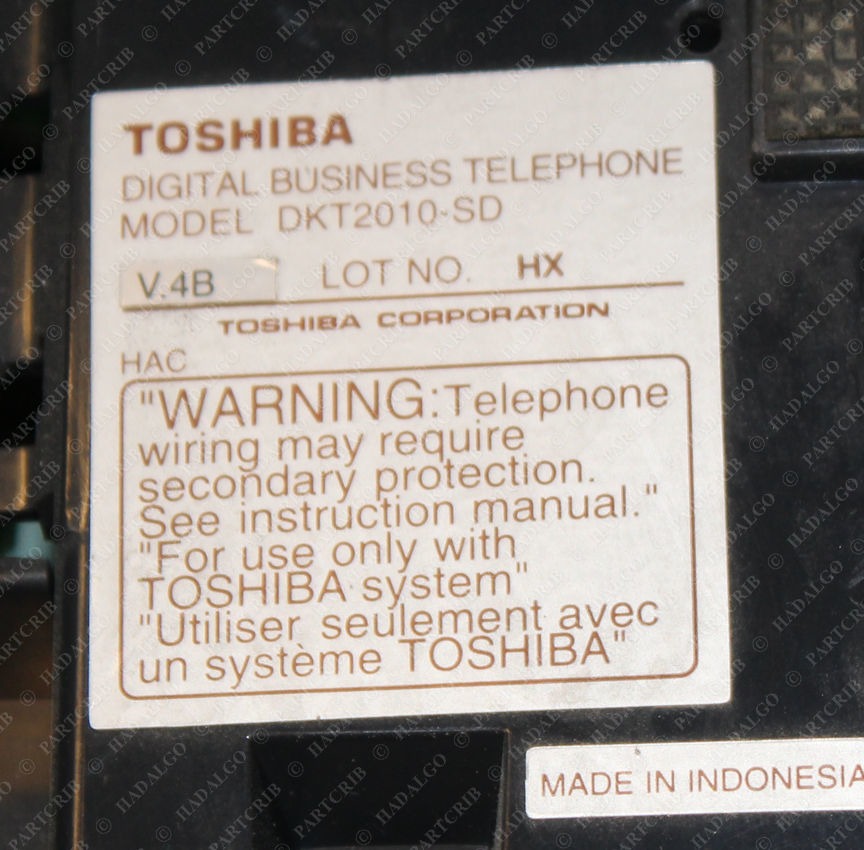 TOSHIBA
DIGITAL BUSINESS TELEPHONE
MODEL DKT2010-SD
V.4B LOT NO. HX
TOSHIBA CORPORATION
HAC
"WARNING:Telephone
wiring may require
secondary protection.
See instruction manual."
"For use only with
TOSHIBA system"
"Utiliser seulement avec
un système TOSHIBA"
MADE IN INDONESIA
© PARTCRIB © HADALGO